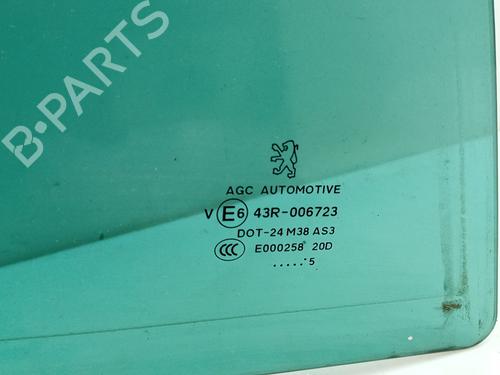 B-PARTS
AGC AUTOMOTIVE
V E6 43R-006723
DOT-24 M38 AS3
CCC E000258 20D
.....5